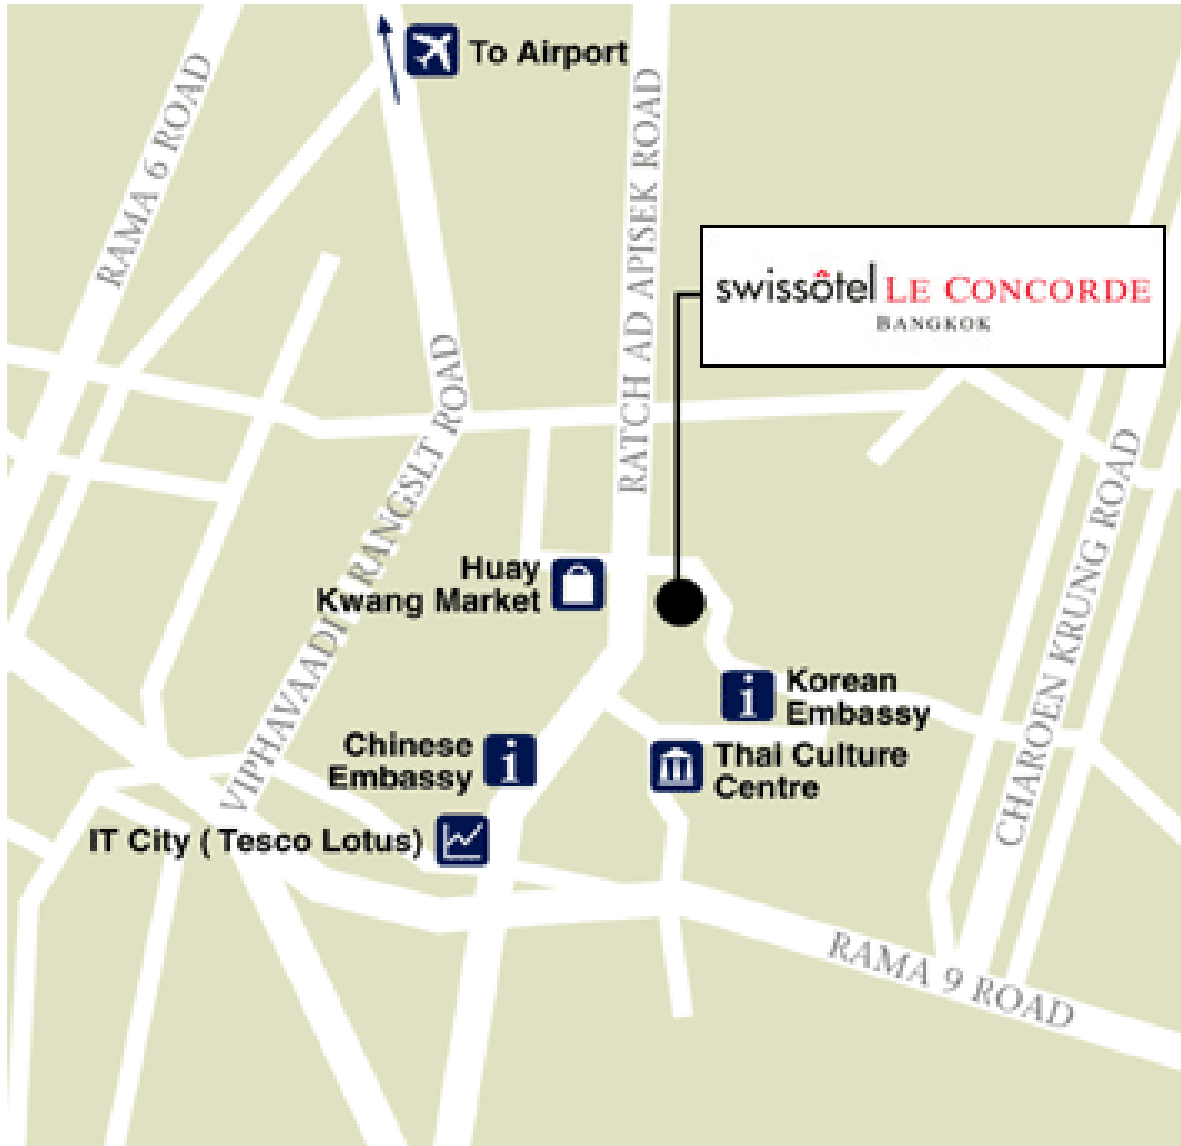 To Airport
RAMA 6 ROAD
RATCH AD APISEK ROAD
swissôtel LE CONCORDE
BANGKOK
VIPHAVAADI RANGSLT ROAD
CHAROEN KRUNG ROAD
Huay
Kwang Market
Korean
Embassy
Chinese
Embassy
Thai Culture
Centre
IT City ( Tesco Lotus)
RAMA 9 ROAD